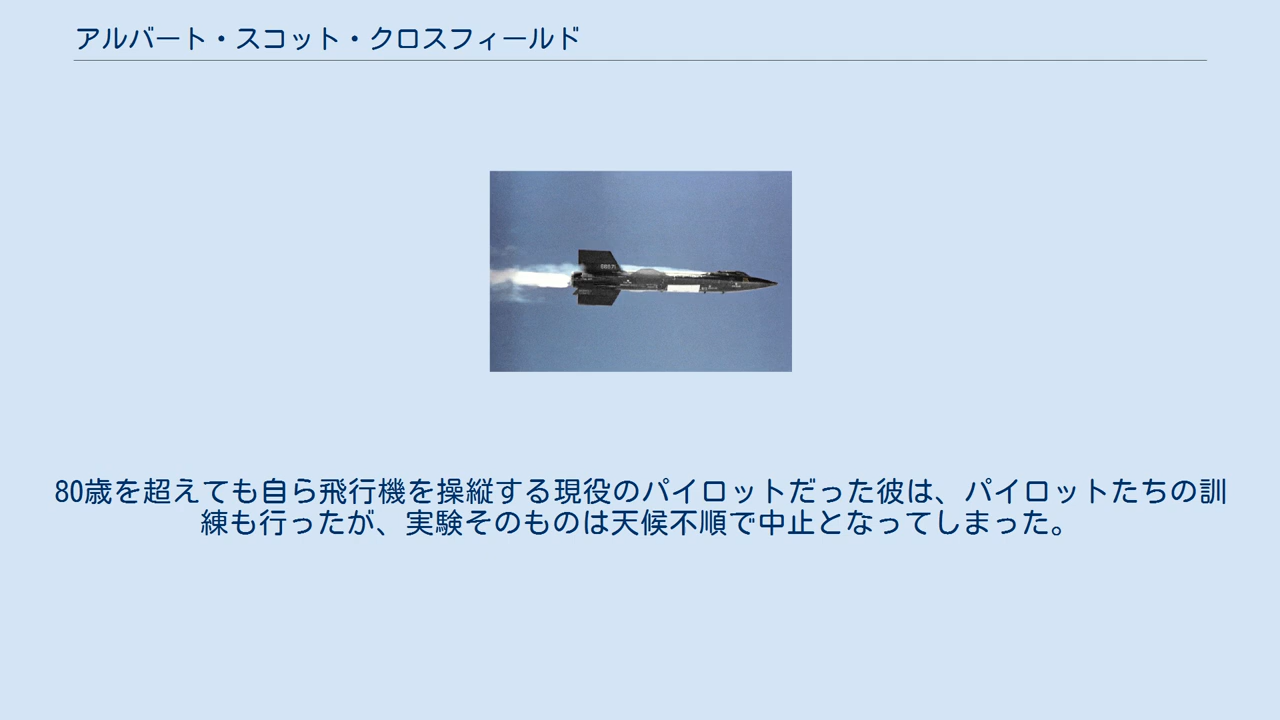 アルバート・スコット・クロスフィールド
80歳を超えても自ら飛行機を操縦する現役のパイロットだった彼は、パイロットたちの訓
練も行ったが、実験そのものは天候不順で中止となってしまった。